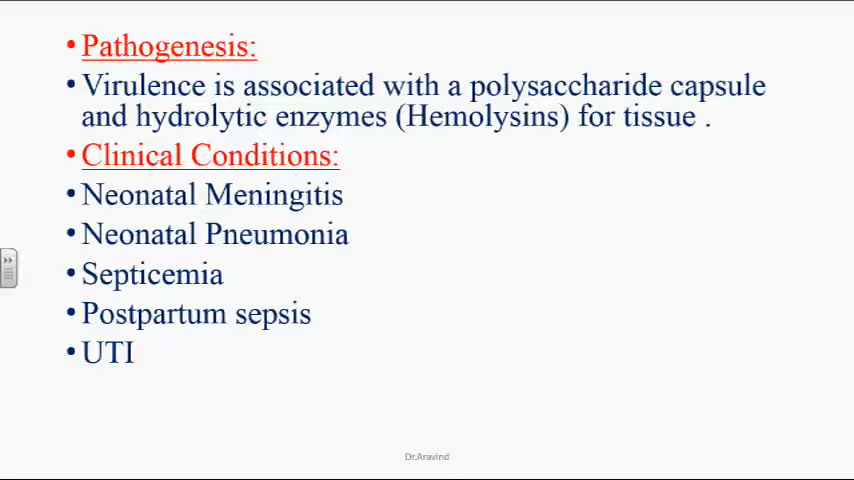 • Pathogenesis:
• Virulence is associated with a polysaccharide capsule
and hydrolytic enzymes (Hemolysins) for tissue .
• Clinical Conditions:
• Neonatal Meningitis
• Neonatal Pneumonia
• Septicemia
• Postpartum sepsis
• UTI
Dr.Aravind